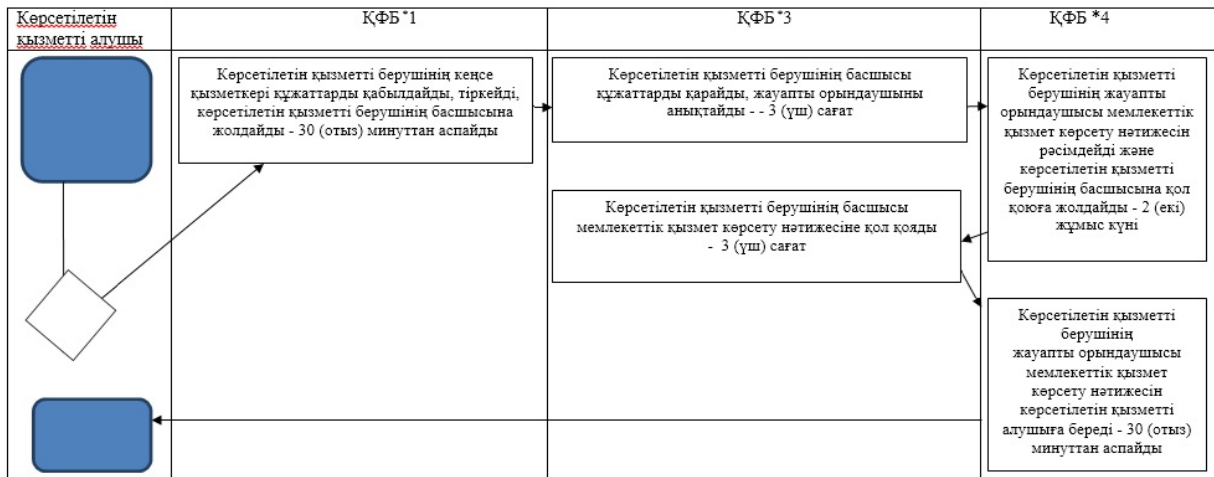 Көрсетілетін
қызметті алушы
ҚФБ *1
ҚФБ *3
ҚФБ *4
Көрсетілетін қызметті берушінің кеңсе
қызметкері құжаттарды қабылдайды, тіркейді,
көрсетілетін қызметті берушінің басшысына
жолдайды - 30 (отыз) минуттан аспайды
Көрсетілетін қызметті берушінің басшысы
құжаттарды қарайды, жауапты орындаушыны
анықтайды - - 3 (үш) сағат
Көрсетілетін қызметті
берушінің жауапты
орындаушысы мемлекеттік
қызмет көрсету нәтижесін
рәсімдейді және
көрсетілетін қызметті
берушінің басшысына қол
қоюға жолдайды - 2 (екі)
жұмыс күні
Көрсетілетін қызметті берушінің басшысы
мемлекеттік қызмет көрсету нәтижесіне қол қояды
- 3 (үш) сағат
Көрсетілетін қызметті
берушінің
жауапты орындаушысы
мемлекеттік қызмет
көрсету нәтижесін
көрсетілетін қызметті
алушыға береді - 30 (отыз)
минуттан аспайды